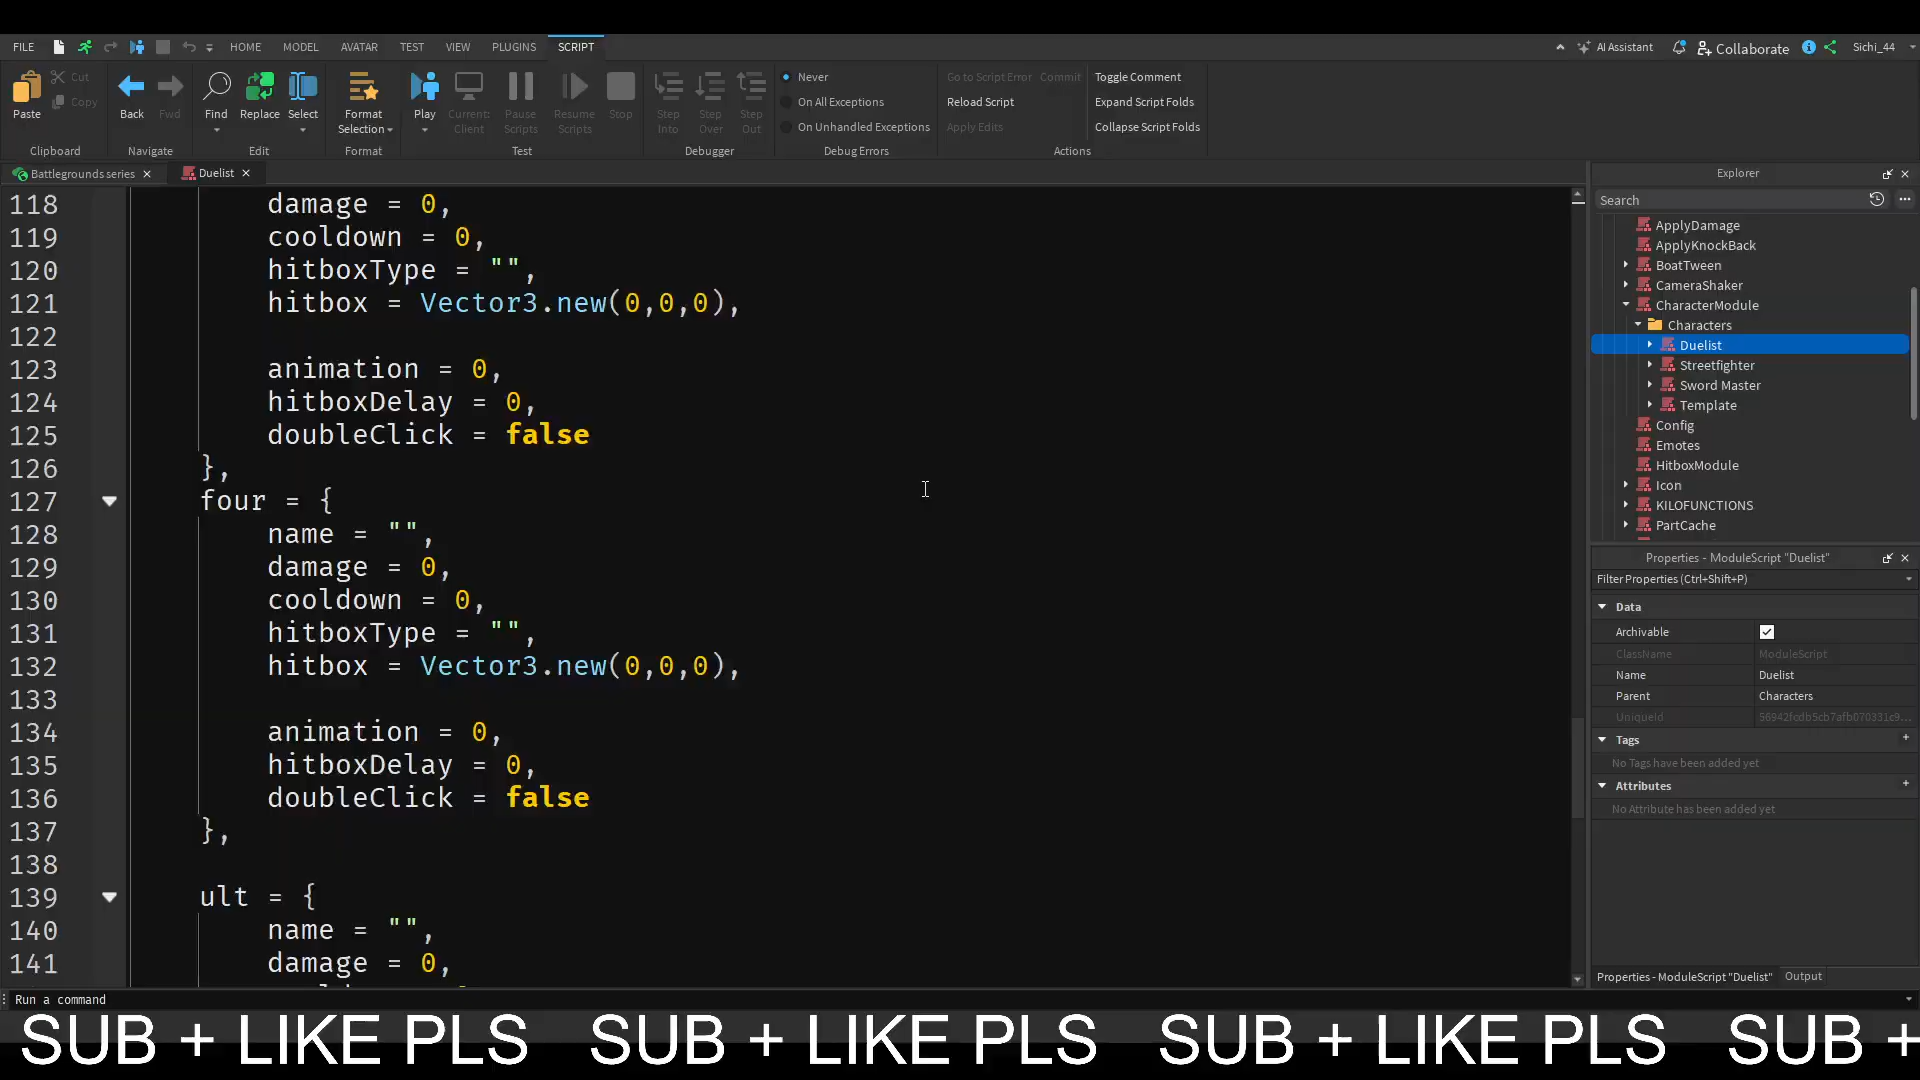 FILE HOME MODEL AVATAR TEST VIEW PLUGINS SCRIPT AI Assistant Collaborate Sichi_44
Paste Cut Copy
Clipboard
Back Fwd
Navigate
Find Replace Select
Edit
Format Selection
Format
Play Current: Client Pause Scripts Resume Scripts Stop
Test
Step Into Step Over Step Out
Debugger
Never
On All Exceptions
On Unhandled Exceptions
Debug Errors
Go to Script Error Commit
Reload Script
Apply Edits
Toggle Comment
Expand Script Folds
Collapse Script Folds
Actions
Battlegrounds series × Duelist ×
118 damage = 0,
119 cooldown = 0,
120 hitboxType = "",
121 hitbox = Vector3.new(0,0,0),
122
123 animation = 0,
124 hitboxDelay = 0,
125 doubleClick = false
126 },
127 four = {
128 name = "",
129 damage = 0,
130 cooldown = 0,
131 hitboxType = "",
132 hitbox = Vector3.new(0,0,0),
133
134 animation = 0,
135 hitboxDelay = 0,
136 doubleClick = false
137 },
138
139 ult = {
140 name = "",
141 damage = 0,
Explorer
Search
ApplyDamage
ApplyKnockBack
BoatTween
CameraShaker
CharacterModule
Characters
Duelist
Streetfighter
Sword Master
Template
Config
Emotes
HitboxModule
Icon
KILOFUNCTIONS
PartCache
Properties - ModuleScript "Duelist"
Filter Properties (Ctrl+Shift+P)
Data
Archivable
ClassName ModuleScript
Name Duelist
Parent Characters
UniqueId
Tags +
No Tags have been added yet
Attributes +
No Attribute has been added yet
Properties - ModuleScript "Duelist" Output
Run a command
SUB + LIKE PLS SUB + LIKE PLS SUB + LIKE PLS SUB +